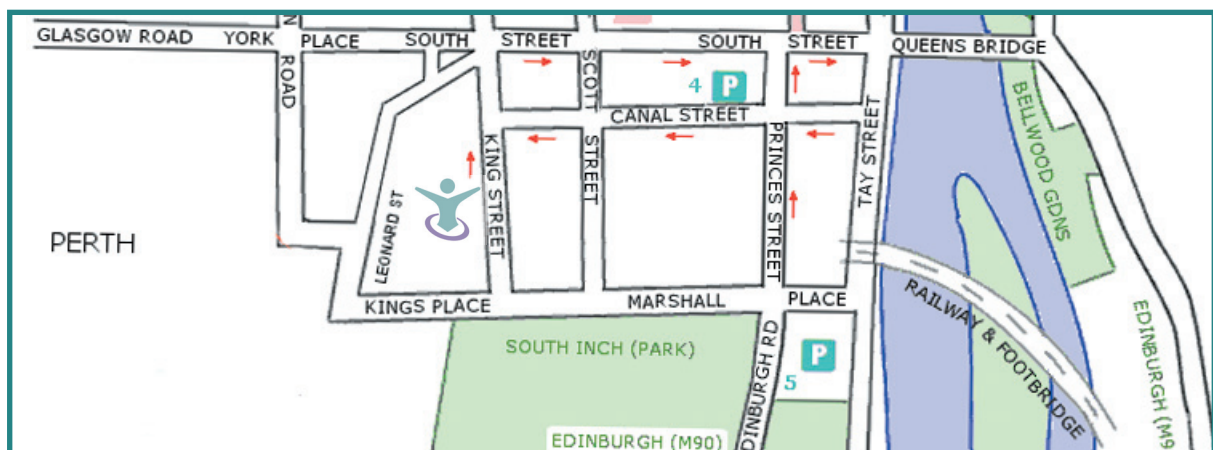 GLASGOW ROAD
YORK PLACE
SOUTH STREET
SOUTH STREET
QUEENS BRIDGE
N ROAD
SCOTT STREET
4
P
CANAL STREET
BELLWOOD GDNS
KING STREET
PRINCES STREET
TAY STREET
LEONARD ST
PERTH
KINGS PLACE
MARSHALL PLACE
RAILWAY & FOOTBRIDGE
SOUTH INCH (PARK)
P
5
EDINBURGH RD
EDINBURGH (M90)
EDINBURGH (M9